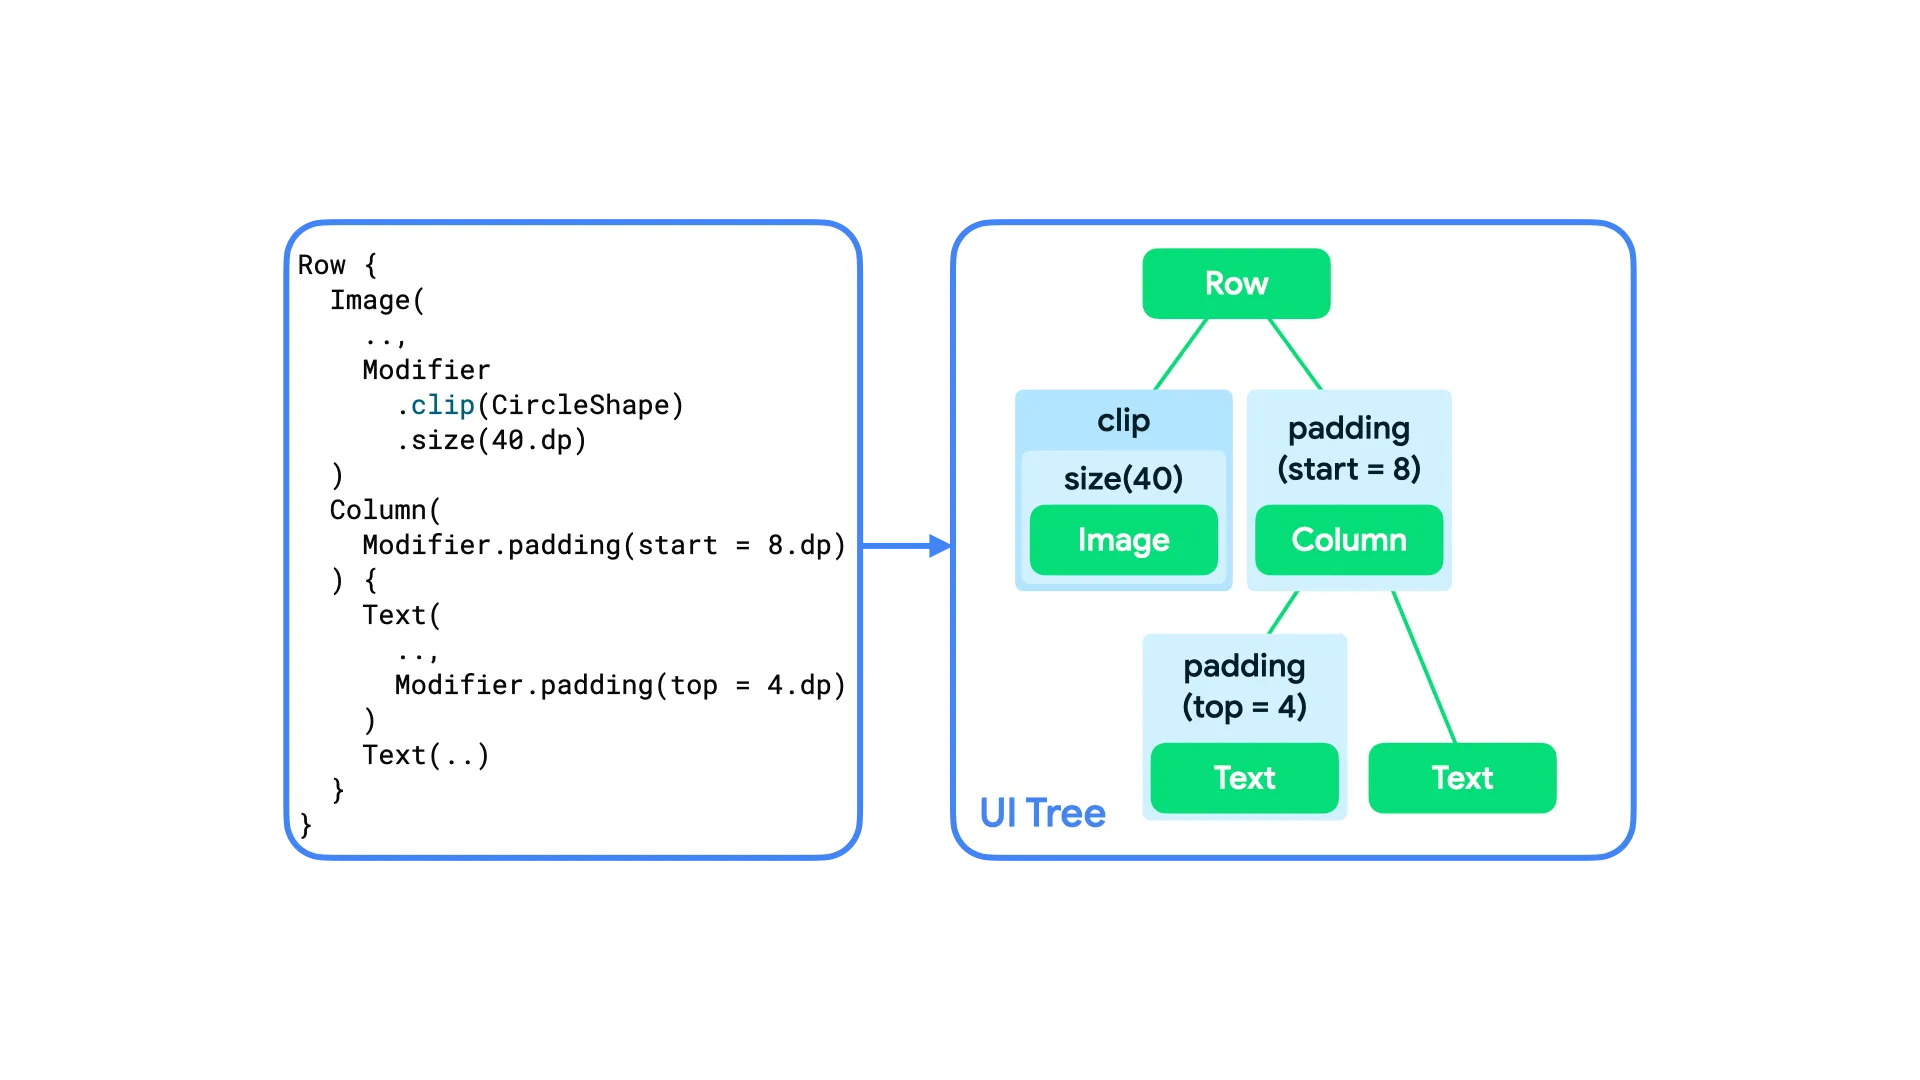 Row {
  Image(
    ..,
    Modifier
      .clip(CircleShape)
      .size(40.dp)
  )
  Column(
    Modifier.padding(start = 8.dp)
  ) {
    Text(
      ..,
      Modifier.padding(top = 4.dp)
    )
    Text(..)
  }
}
Row
clip
size(40)
Image
padding
(start = 8)
Column
padding
(top = 4)
Text
Text
UI Tree